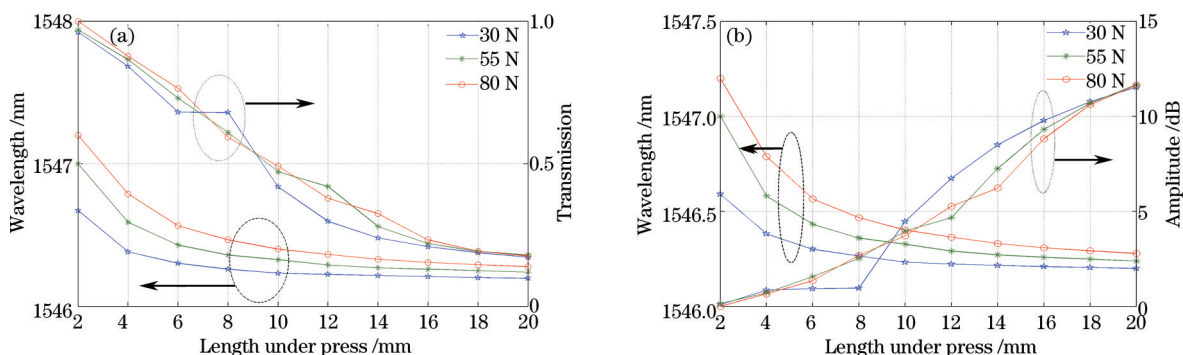 (a)
1548
1547
1546
Wavelength /nm
30 N
55 N
80 N
1.0
0.5
0
Transmission
2 4 6 8 10 12 14 16 18 20
Length under press /mm
(b)
1547.5
1547.0
1546.5
1546.0
Wavelength /nm
30 N
55 N
80 N
15
10
5
0
Amplitude /dB
2 4 6 8 10 12 14 16 18 20
Length under press /mm